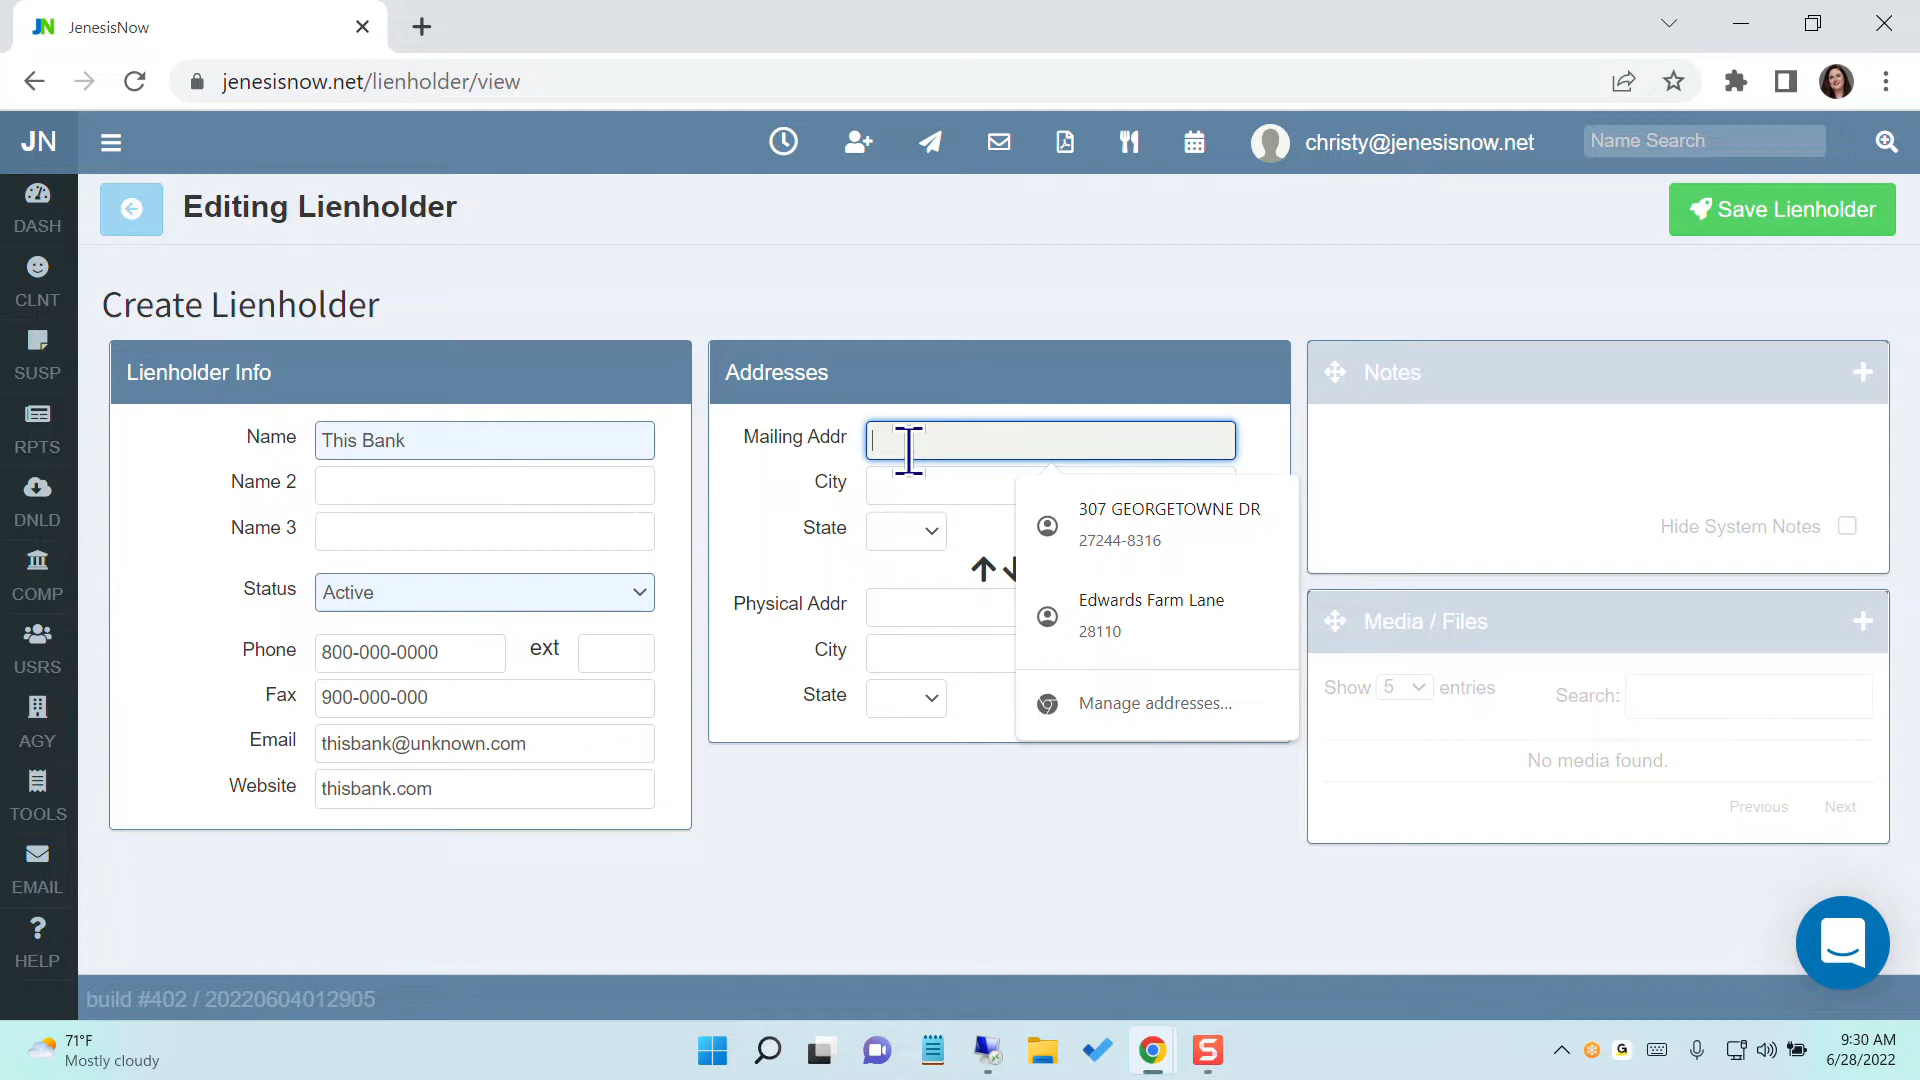 JN JenesisNow
jenesisnow.net/lienholder/view
JN
christy@jenesisnow.net
Name Search
DASH
CLNT
SUSP
RPTS
DNLD
COMP
USRS
AGY
TOOLS
EMAIL
? HELP
Editing Lienholder
Save Lienholder
Create Lienholder
Lienholder Info
Name This Bank
Name 2
Name 3
Status Active
Phone 800-000-0000 ext
Fax 900-000-000
Email thisbank@unknown.com
Website thisbank.com
Addresses
Mailing Addr
City
State
Physical Addr
City
State
307 GEORGETOWNE DR
27244-8316
Edwards Farm Lane
28110
Manage addresses...
Notes
Hide System Notes
Media / Files
Show 5 entries Search:
No media found.
Previous Next
build #402 / 20220604012905
71°F
Mostly cloudy
S
G
9:30 AM
6/28/2022